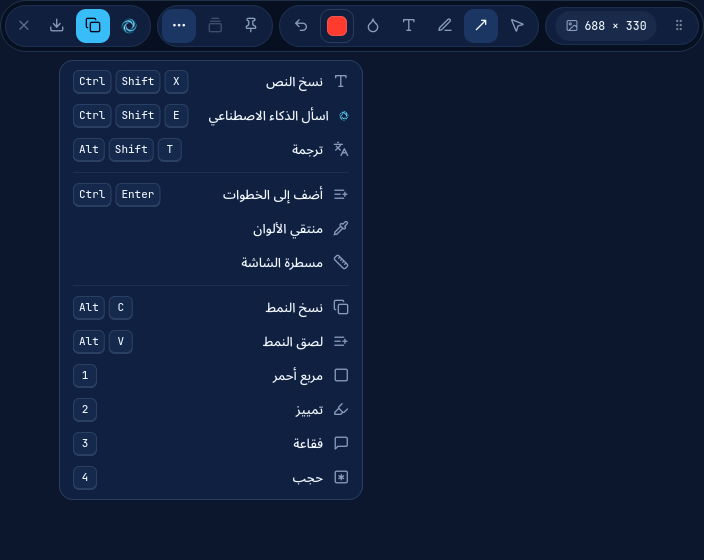 688 × 330
نسخ النص Ctrl Shift X
اسأل الذكاء الاصطناعي Ctrl Shift E
ترجمة Alt Shift T
أضف إلى الخطوات Ctrl Enter
منتقي الألوان
مسطرة الشاشة
نسخ النمط Alt C
لصق النمط Alt V
مربع أحمر 1
تمييز 2
فقاعة 3
حجب 4